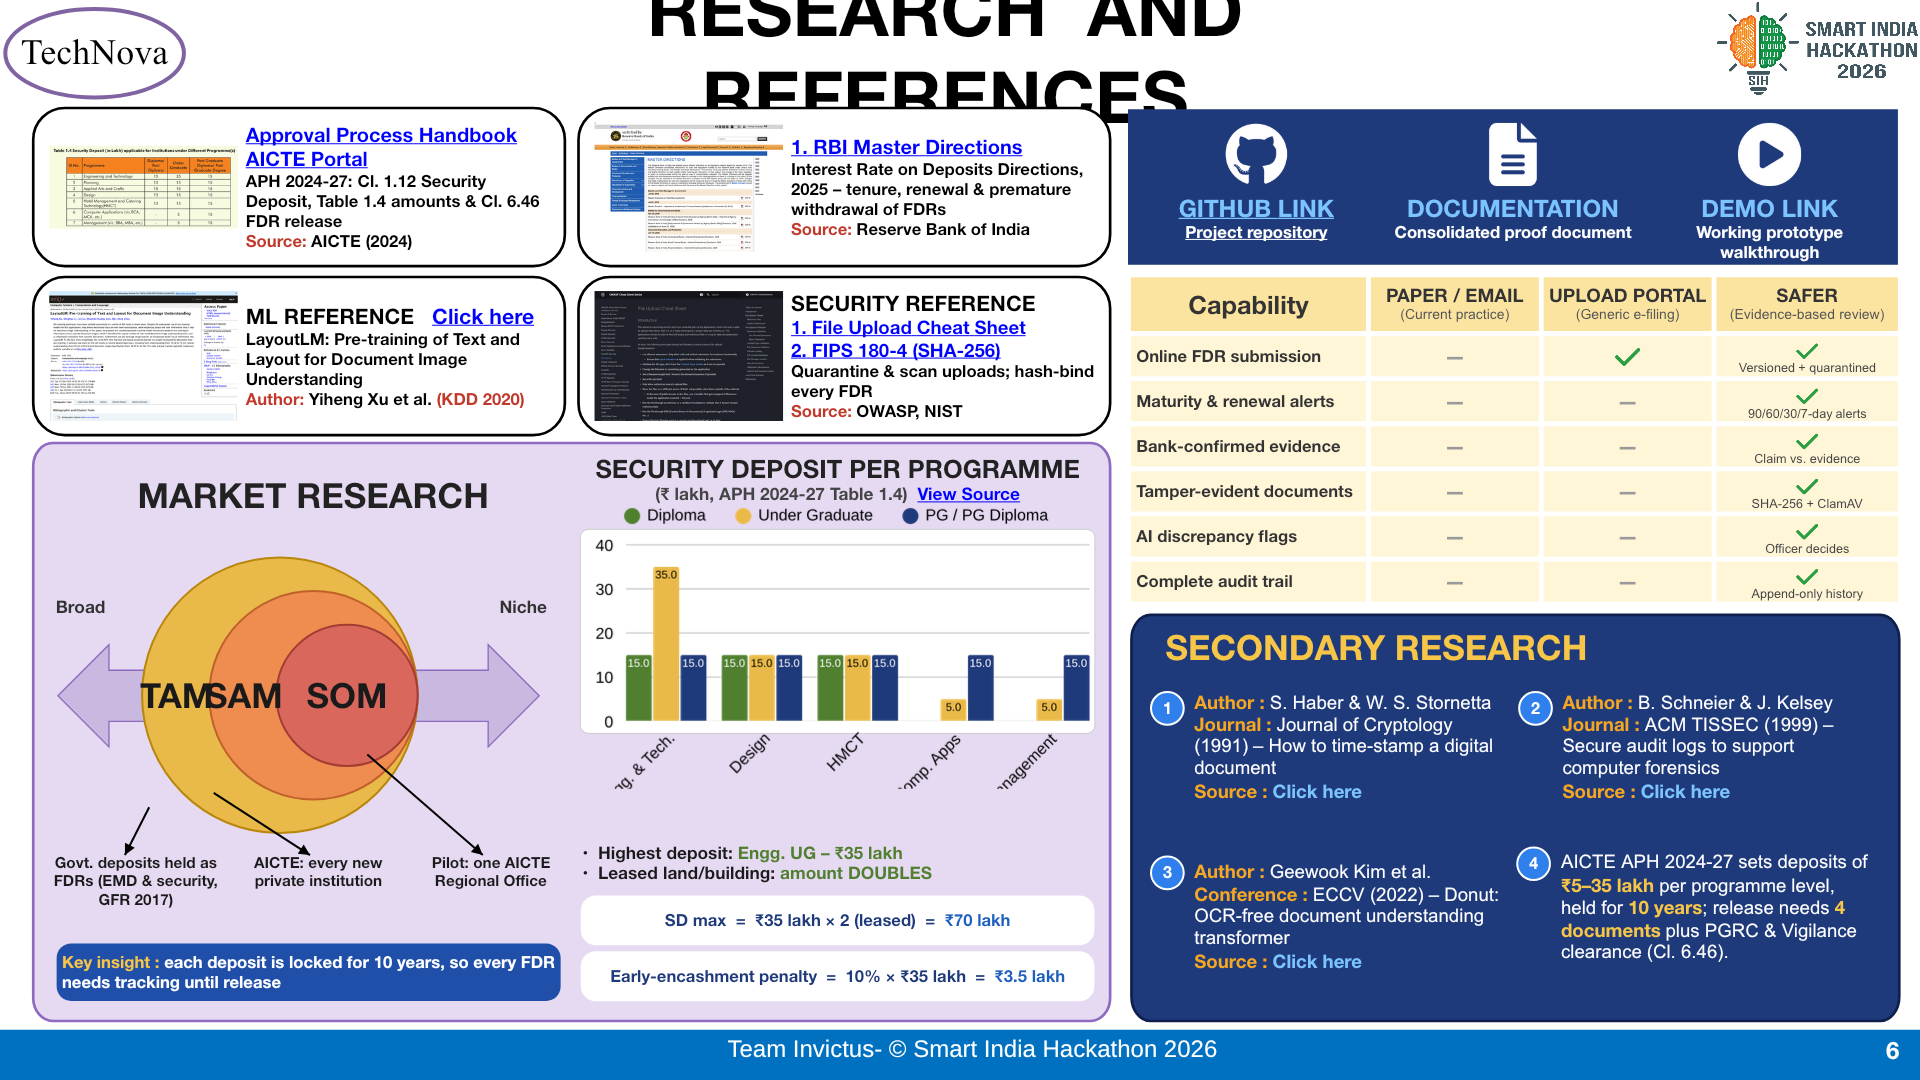 TechNova
RESEARCH AND
REFERENCES
SMART INDIA
HACKATHON
2026
SIH
Approval Process Handbook
AICTE Portal
APH 2024-27: Cl. 1.12 Security
Deposit, Table 1.4 amounts & Cl. 6.46
FDR release
Source: AICTE (2024)
1. RBI Master Directions
Interest Rate on Deposits Directions,
2025 – tenure, renewal & premature
withdrawal of FDRs
Source: Reserve Bank of India
ML REFERENCE Click here
LayoutLM: Pre-training of Text and
Layout for Document Image
Understanding
Author: Yiheng Xu et al. (KDD 2020)
SECURITY REFERENCE
1. File Upload Cheat Sheet
2. FIPS 180-4 (SHA-256)
Quarantine & scan uploads; hash-bind
every FDR
Source: OWASP, NIST
GITHUB LINK
Project repository
DOCUMENTATION
Consolidated proof document
DEMO LINK
Working prototype
walkthrough
Capability
PAPER / EMAIL
(Current practice)
UPLOAD PORTAL
(Generic e-filing)
SAFER
(Evidence-based review)
Online FDR submission — ✓ ✓
Versioned + quarantined
Maturity & renewal alerts — — ✓
90/60/30/7-day alerts
Bank-confirmed evidence — — ✓
Claim vs. evidence
Tamper-evident documents — — ✓
SHA-256 + ClamAV
AI discrepancy flags — — ✓
Officer decides
Complete audit trail — — ✓
Append-only history
MARKET RESEARCH
Broad
Niche
TAM
SAM
SOM
Govt. deposits held as
FDRs (EMD & security,
GFR 2017)
AICTE: every new
private institution
Pilot: one AICTE
Regional Office
Key insight : each deposit is locked for 10 years, so every FDR
needs tracking until release
SECURITY DEPOSIT PER PROGRAMME
(₹ lakh, APH 2024-27 Table 1.4) View Source
Diploma Under Graduate PG / PG Diploma
40
30
20
10
0
15.0 35.0 15.0
15.0 15.0 15.0
15.0 15.0 15.0
5.0 15.0
5.0 15.0
gg. & Tech.
Design
HMCT
omp. Apps
nagement
· Highest deposit: Engg. UG – ₹35 lakh
· Leased land/building: amount DOUBLES
SD max = ₹35 lakh × 2 (leased) = ₹70 lakh
Early-encashment penalty = 10% × ₹35 lakh = ₹3.5 lakh
SECONDARY RESEARCH
1
Author : S. Haber & W. S. Stornetta
Journal : Journal of Cryptology
(1991) – How to time-stamp a digital
document
Source : Click here
2
Author : B. Schneier & J. Kelsey
Journal : ACM TISSEC (1999) –
Secure audit logs to support
computer forensics
Source : Click here
3
Author : Geewook Kim et al.
Conference : ECCV (2022) – Donut:
OCR-free document understanding
transformer
Source : Click here
4
AICTE APH 2024-27 sets deposits of
₹5–35 lakh per programme level,
held for 10 years; release needs 4
documents plus PGRC & Vigilance
clearance (Cl. 6.46).
Team Invictus- © Smart India Hackathon 2026
6